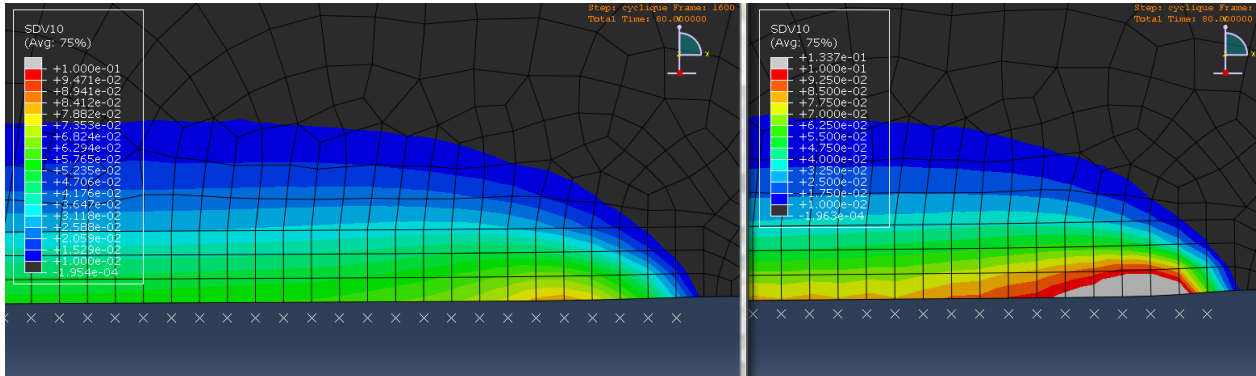 Step: cyclique Frame: 1600
Total Time: 80.000000
SDV10
(Avg: 75%)
+1.000e-01
+9.471e-02
+8.941e-02
+8.412e-02
+7.882e-02
+7.353e-02
+6.824e-02
+6.294e-02
+5.765e-02
+5.235e-02
+4.706e-02
+4.176e-02
+3.647e-02
+3.118e-02
+2.588e-02
+2.059e-02
+1.529e-02
+1.000e-02
-1.954e-04
X
Step: cyclique Frame:
Total Time: 80.000000
SDV10
(Avg: 75%)
+1.337e-01
+1.000e-01
+9.250e-02
+8.500e-02
+7.750e-02
+7.000e-02
+6.250e-02
+5.500e-02
+4.750e-02
+4.000e-02
+3.250e-02
+2.500e-02
+1.750e-02
+1.000e-02
-1.963e-04
X